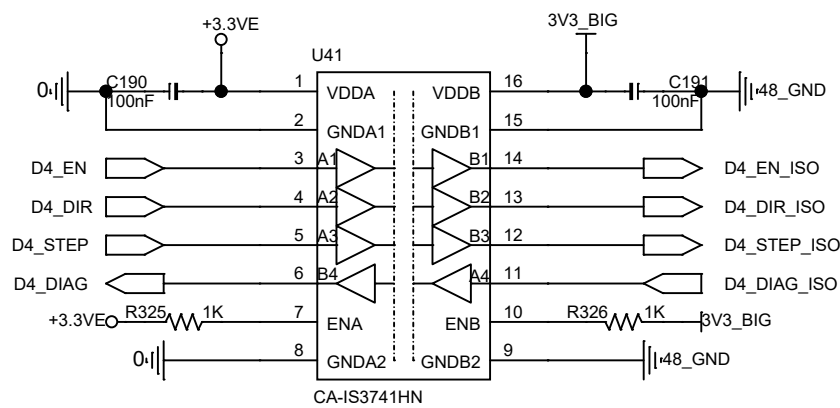 +3.3VE
3V3_BIG
U41
0
C190
100nF
1
VDDA
VDDB
16
C191
100nF
48_GND
2
GNDA1
GNDB1
15
D4_EN
3
A1
B1
14
D4_EN_ISO
D4_DIR
4
A2
B2
13
D4_DIR_ISO
D4_STEP
5
A3
B3
12
D4_STEP_ISO
D4_DIAG
6
B4
A4
11
D4_DIAG_ISO
+3.3VE
R325
1K
7
ENA
ENB
10
R326
1K
3V3_BIG
0
8
GNDA2
GNDB2
9
48_GND
CA-IS3741HN